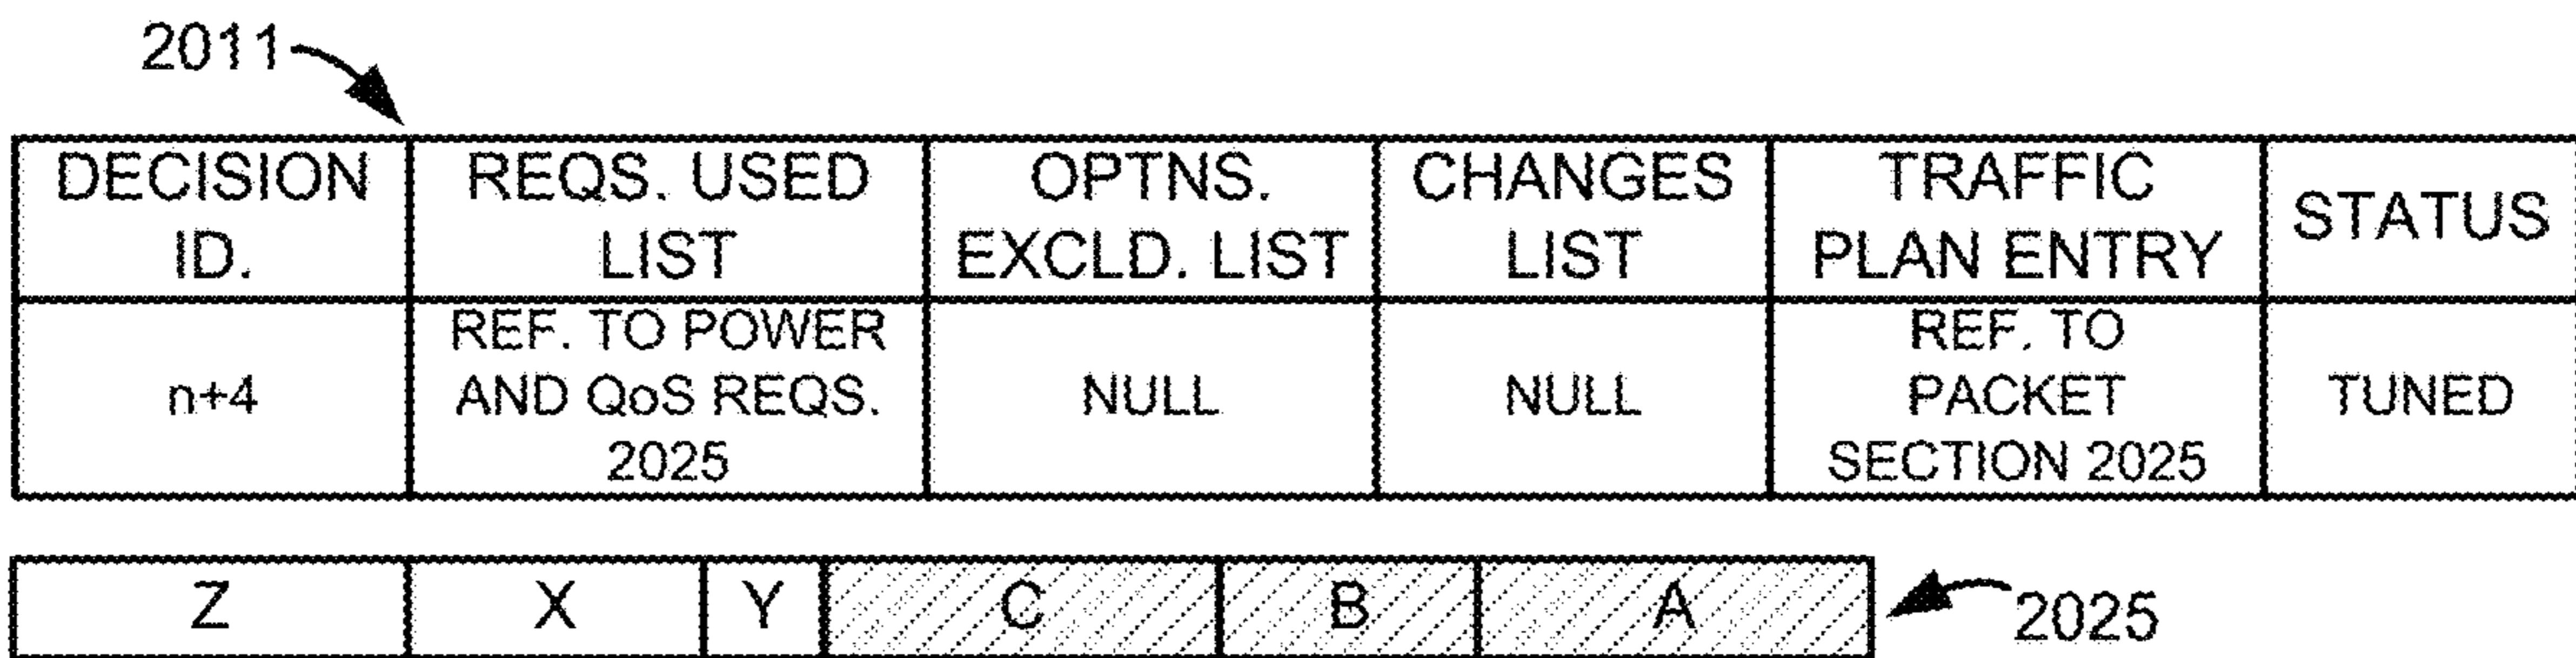 2011
DECISION ID.
REQS. USED LIST
OPTNS. EXCLD. LIST
CHANGES LIST
TRAFFIC PLAN ENTRY
STATUS
n+4
REF. TO POWER AND QoS REQS. 2025
NULL
NULL
REF. TO PACKET SECTION 2025
TUNED
Z X Y C B A
2025